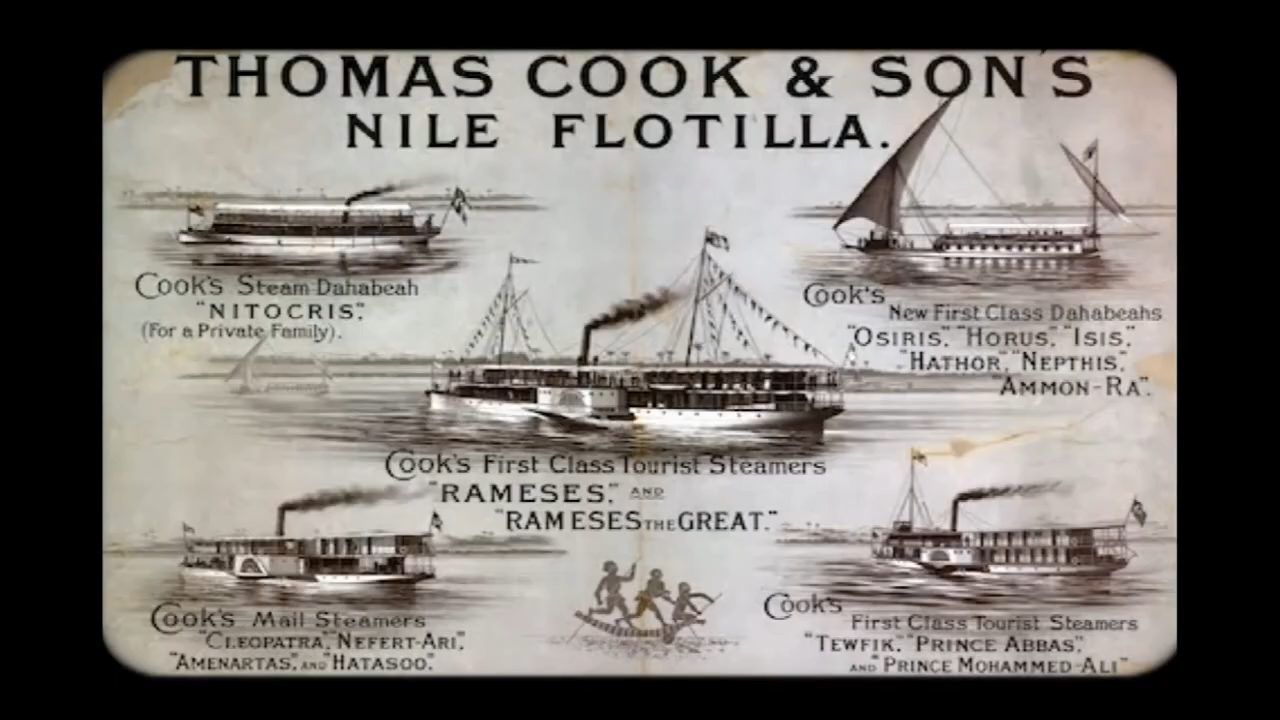 THOMAS COOK & SON'S
NILE FLOTILLA.
COOK'S STEAM DAHABEAH
"NITOCRIS",
(For a Private Family).
COOK'S
NEW FIRST CLASS DAHABEAHS
"OSIRIS," "HORUS," "ISIS,"
"HATHOR," "NEPTHIS,"
"AMMON-RA".
COOK'S FIRST CLASS TOURIST STEAMERS
"RAMESES," AND
"RAMESES THE GREAT."
COOK'S MAIL STEAMERS
"CLEOPATRA," "NEFERT-ARI,"
"AMENARTAS," AND "HATASOO."
COOK'S
FIRST CLASS TOURIST STEAMERS
"TEWFIK," "PRINCE ABBAS,"
AND "PRINCE MOHAMMED-ALI"